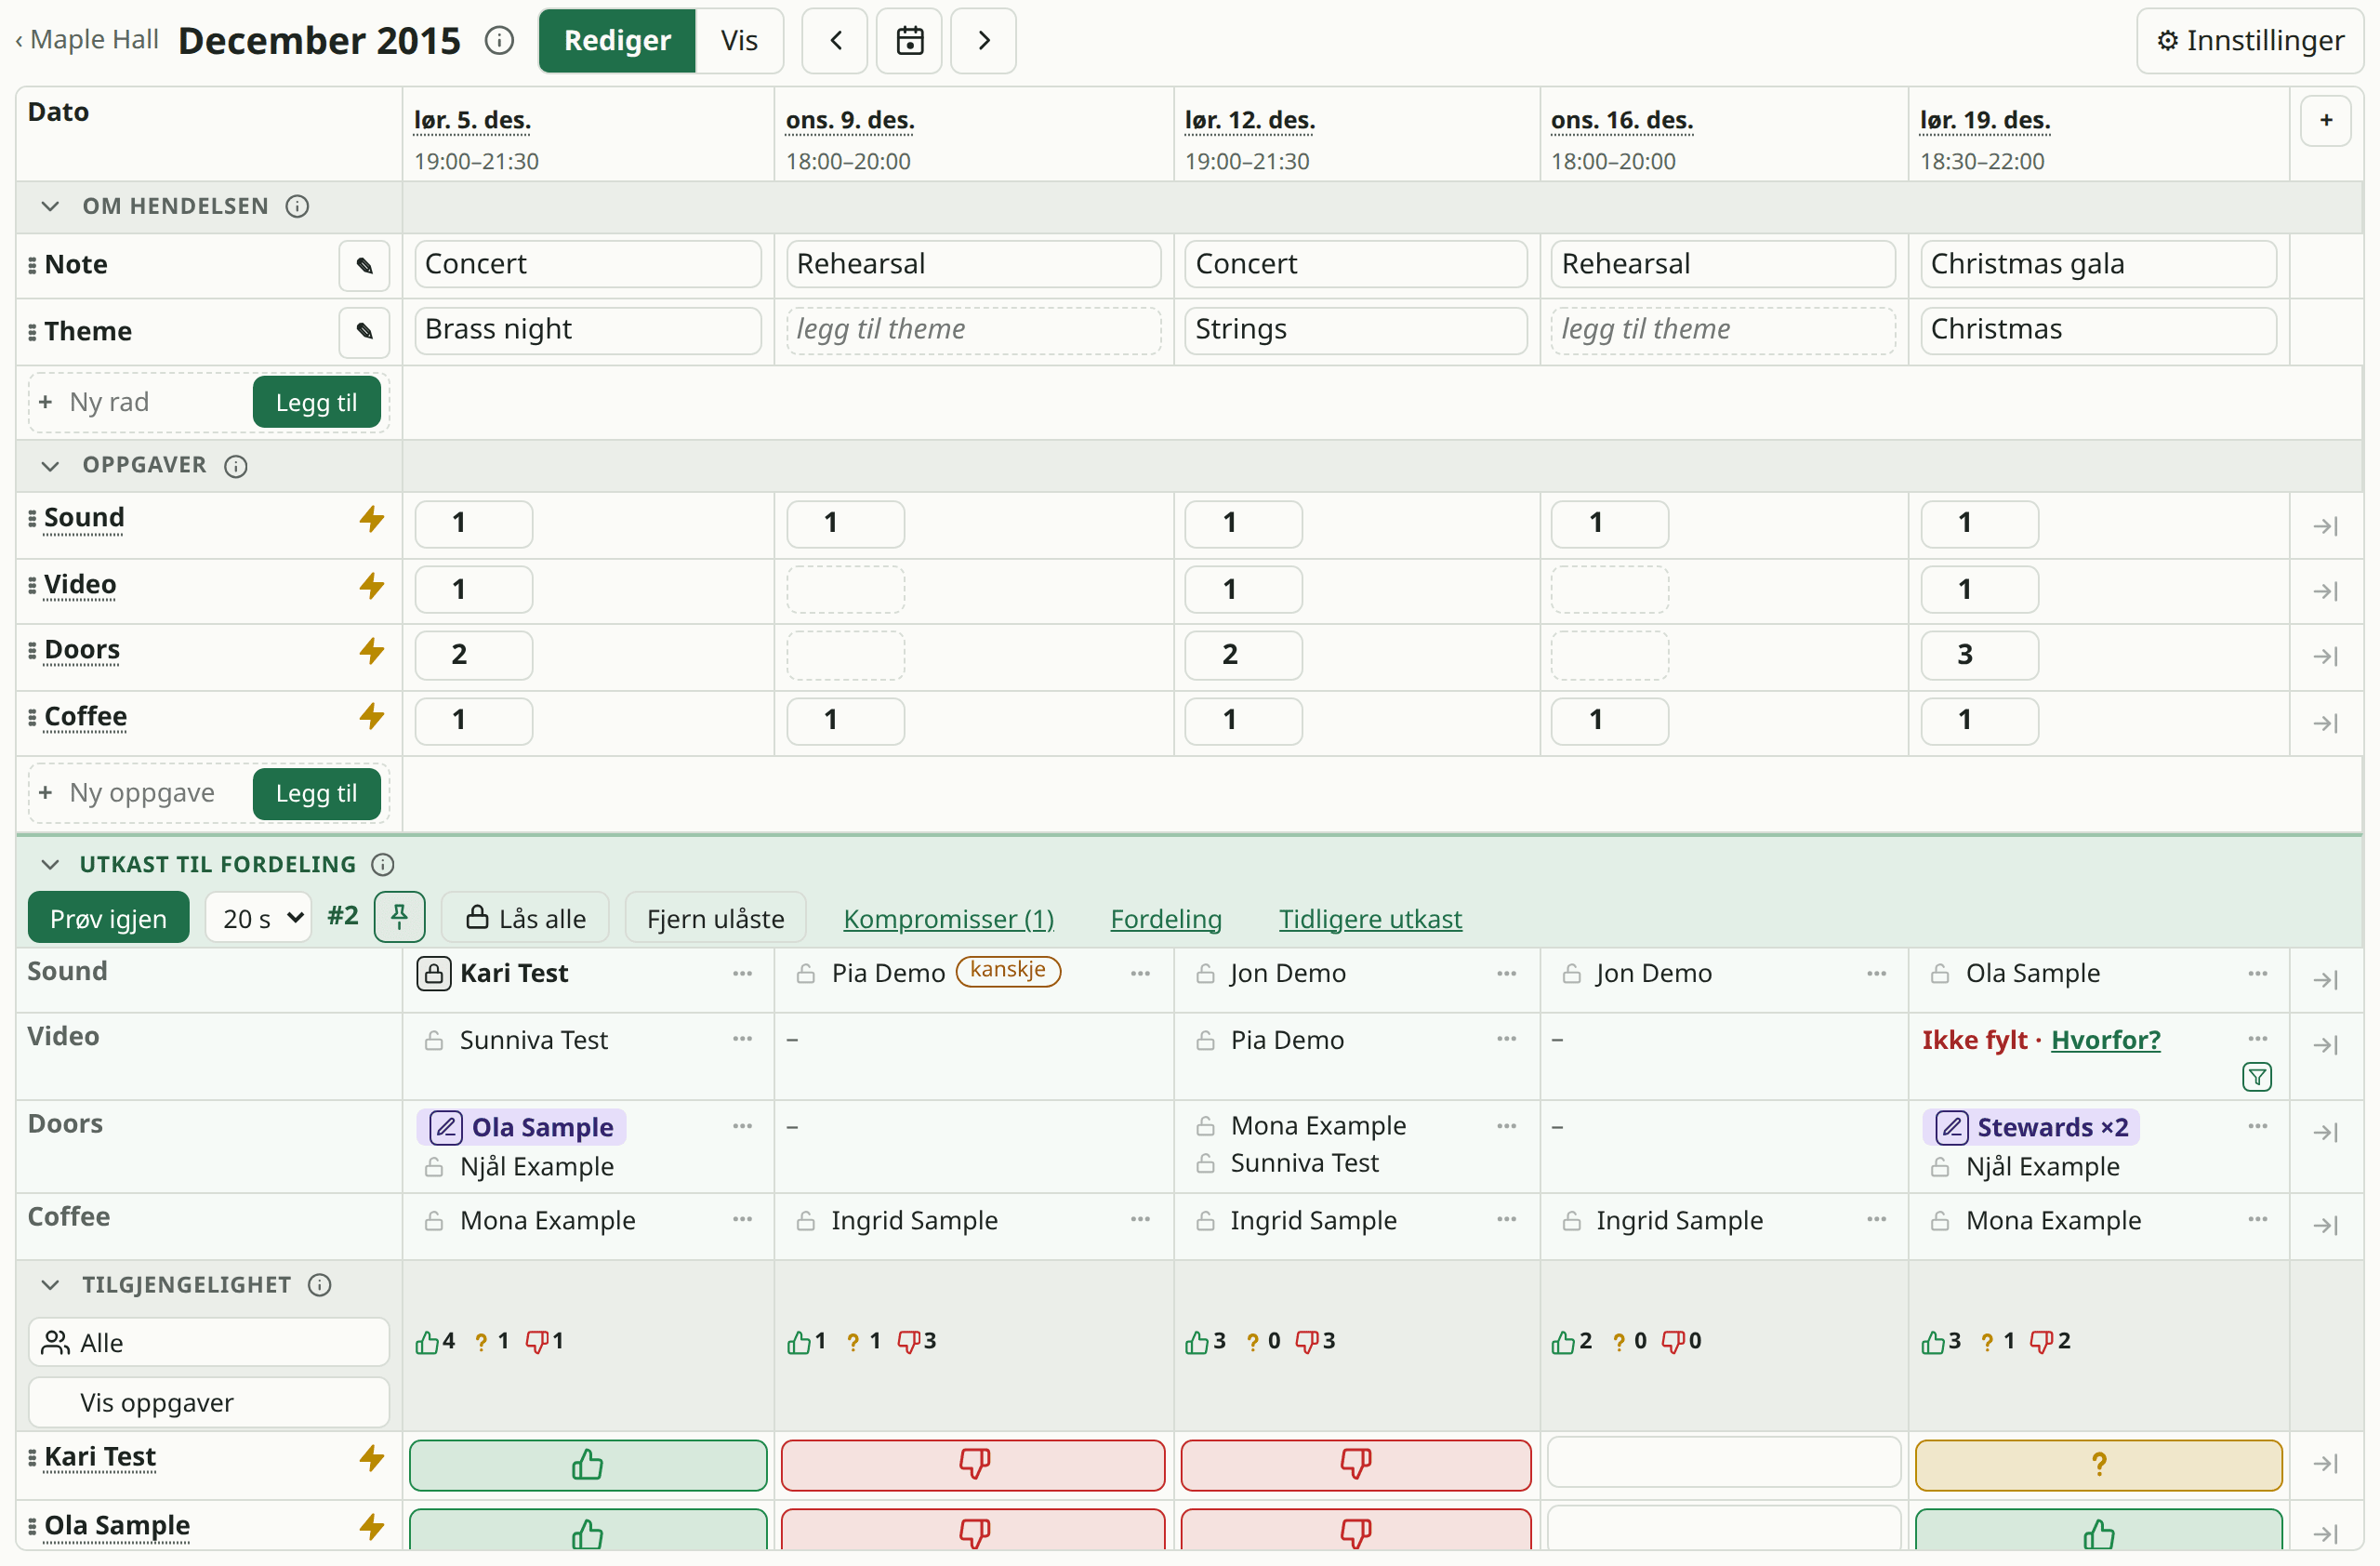 ‹ Maple Hall December 2015 Rediger Vis ⚙ Innstillinger
Dato lør. 5. des. ons. 9. des. lør. 12. des. ons. 16. des. lør. 19. des. +
19:00–21:30 18:00–20:00 19:00–21:30 18:00–20:00 18:30–22:00
OM HENDELSEN
Note Concert Rehearsal Concert Rehearsal Christmas gala
Theme Brass night legg til theme Strings legg til theme Christmas
+ Ny rad Legg til
OPPGAVER
Sound 1 1 1 1 1
Video 1 1 1
Doors 2 2 3
Coffee 1 1 1 1 1
+ Ny oppgave Legg til
UTKAST TIL FORDELING
Prøv igjen 20 s #2 Lås alle Fjern ulåste Kompromisser (1) Fordeling Tidligere utkast
Sound Kari Test ··· Pia Demo kanskje ··· Jon Demo ··· Jon Demo ··· Ola Sample ···
Video Sunniva Test ··· – Pia Demo ··· – Ikke fylt · Hvorfor? ···
Doors Ola Sample ··· – Mona Example ··· – Stewards ×2 ···
Njål Example Sunniva Test Njål Example
Coffee Mona Example ··· Ingrid Sample ··· Ingrid Sample ··· Ingrid Sample ··· Mona Example ···
TILGJENGELIGHET
Alle 4 ? 1 1 1 ? 1 3 3 ? 0 3 2 ? 0 0 3 ? 1 2
Vis oppgaver
Kari Test ?
Ola Sample